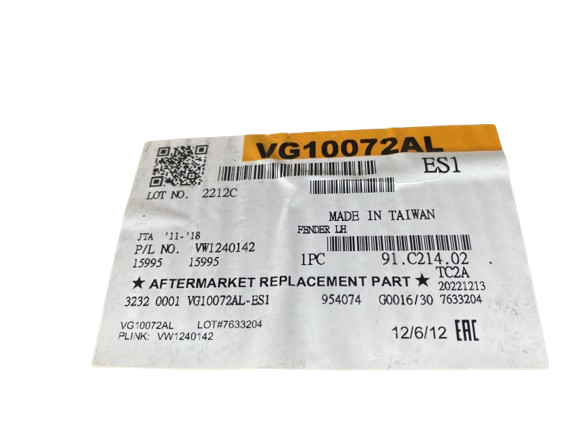 VG10072AL
ES1
LOT NO. 2212C
MADE IN TAIWAN
JTA '11-'18
FENDER LH
P/L NO. VW1240142
1PC 91.C214.02 .
15995 15995
TC2A
★ AFTERMARKET REPLACEMENT PART ★ 20221213
3232 0001 VG10072AL-ES1 954074 G0016/30 7633204
VG10072AL LOT#7633204
PLINK: VW1240142
12/6/12 EAC